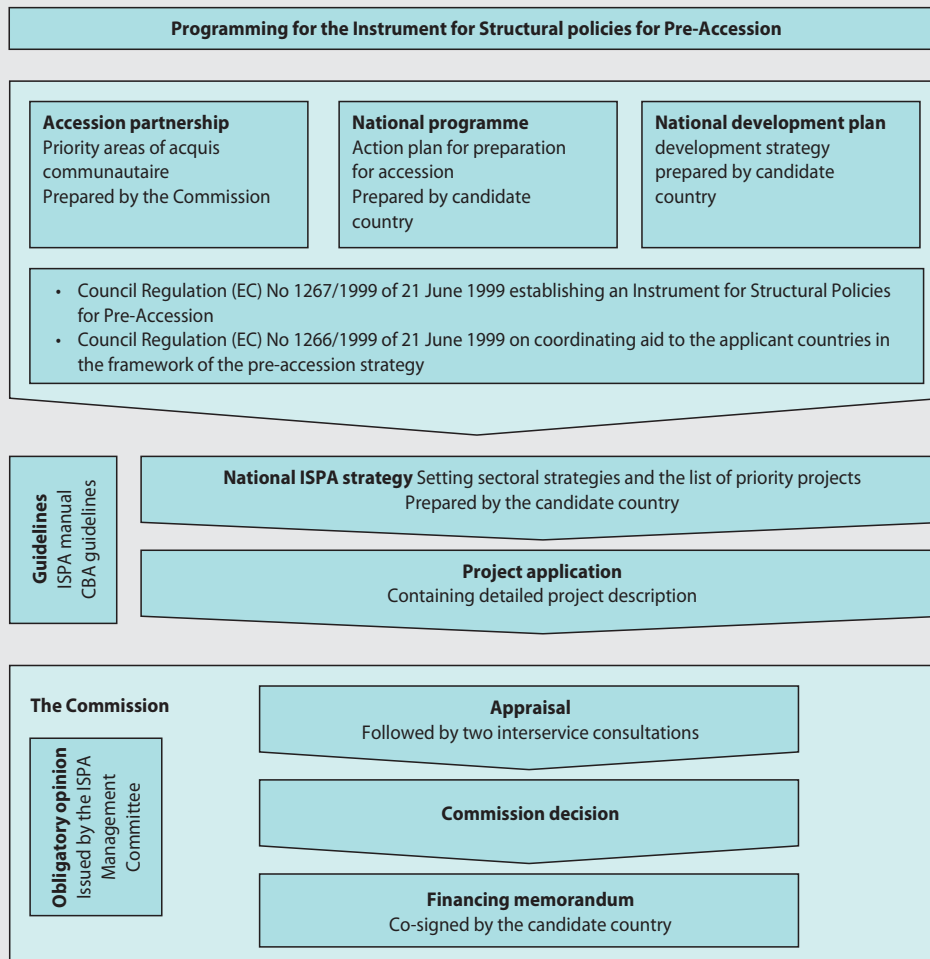 Programming for the Instrument for Structural policies for Pre-Accession
Accession partnership
Priority areas of acquis
communautaire
Prepared by the Commission
National programme
Action plan for preparation
for accession
Prepared by candidate
country
National development plan
development strategy
prepared by candidate
country
• Council Regulation (EC) No 1267/1999 of 21 June 1999 establishing an Instrument for Structural Policies
for Pre-Accession
• Council Regulation (EC) No 1266/1999 of 21 June 1999 on coordinating aid to the applicant countries in
the framework of the pre-accession strategy
Guidelines
ISPA manual
CBA guidelines
National ISPA strategy Setting sectoral strategies and the list of priority projects
Prepared by the candidate country
Project application
Containing detailed project description
The Commission
Obligatory opinion
Issued by the ISPA
Management
Committee
Appraisal
Followed by two interservice consultations
Commission decision
Financing memorandum
Co-signed by the candidate country